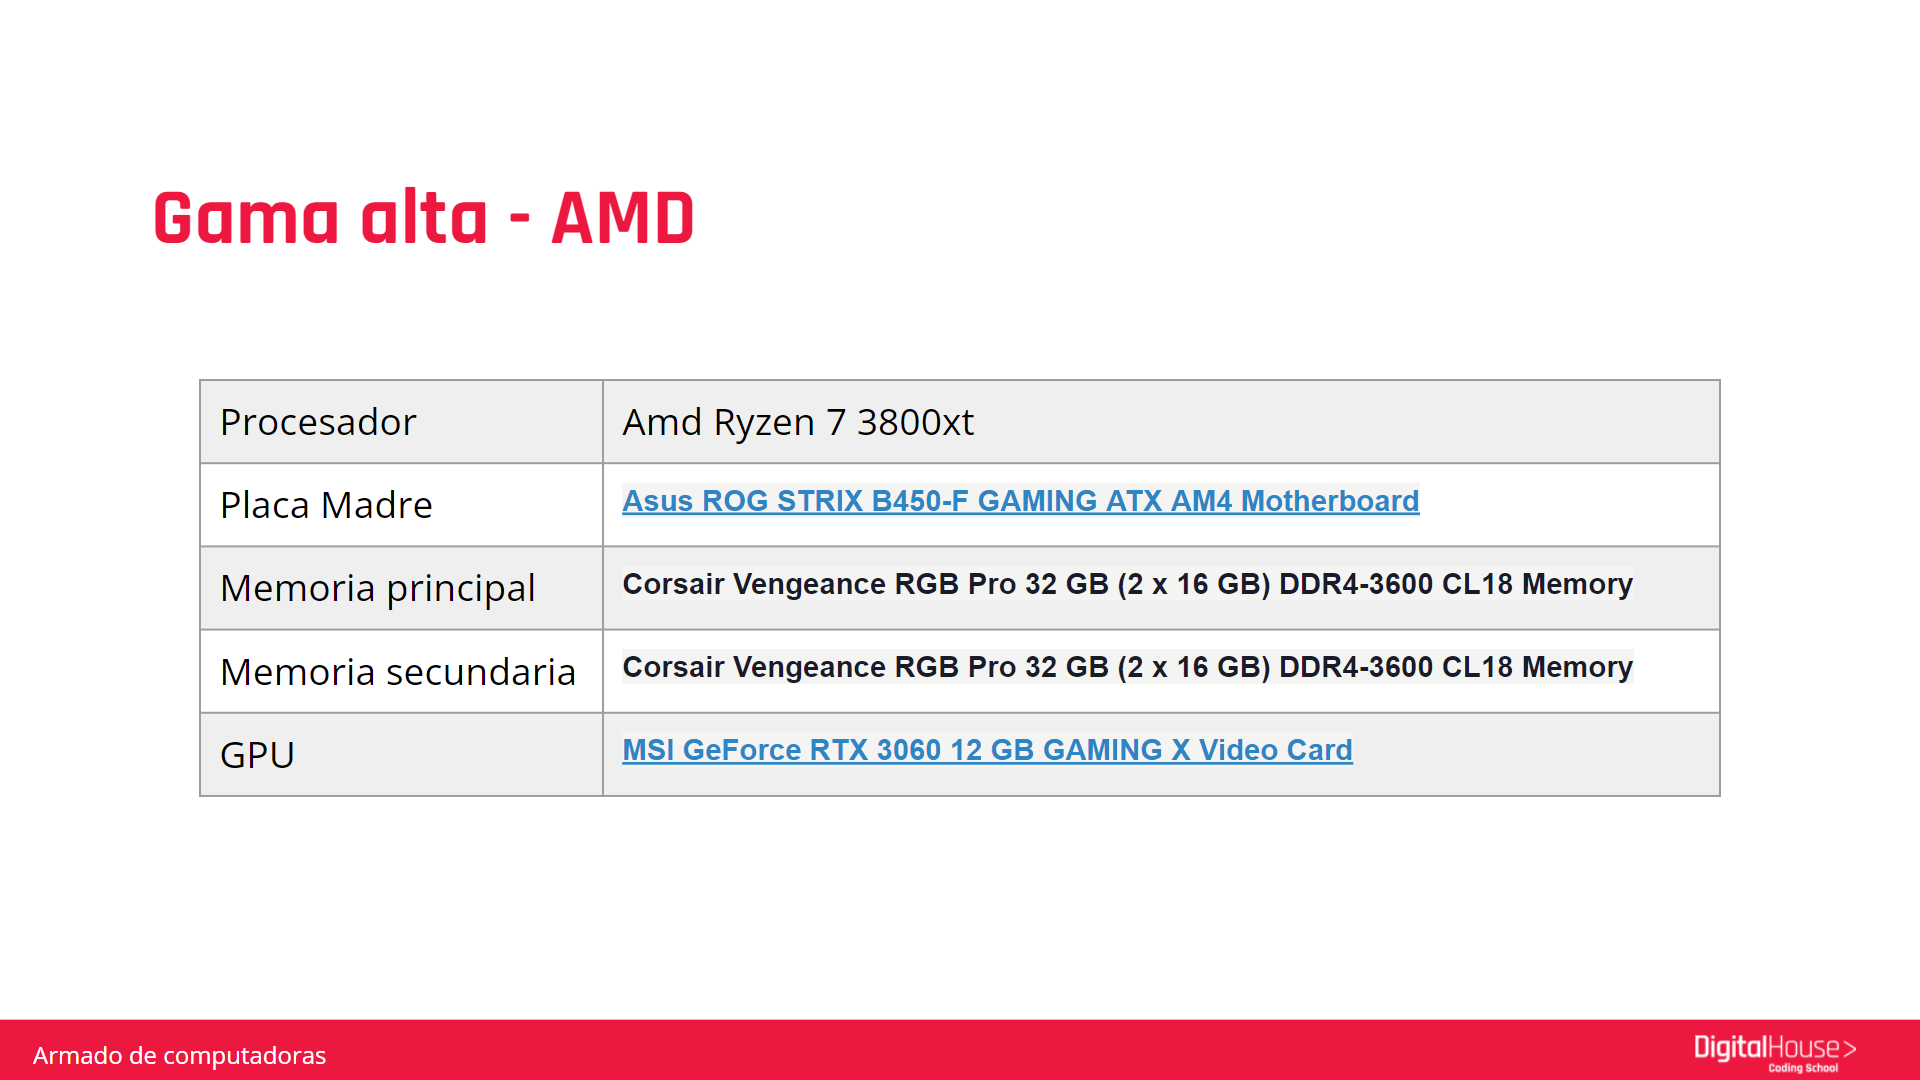 Gama alta - AMD
Procesador
Amd Ryzen 7 3800xt
Placa Madre
Asus ROG STRIX B450-F GAMING ATX AM4 Motherboard
Memoria principal
Corsair Vengeance RGB Pro 32 GB (2 x 16 GB) DDR4-3600 CL18 Memory
Memoria secundaria
Corsair Vengeance RGB Pro 32 GB (2 x 16 GB) DDR4-3600 CL18 Memory
GPU
MSI GeForce RTX 3060 12 GB GAMING X Video Card
Armado de computadoras
DigitalHouse>
Coding School